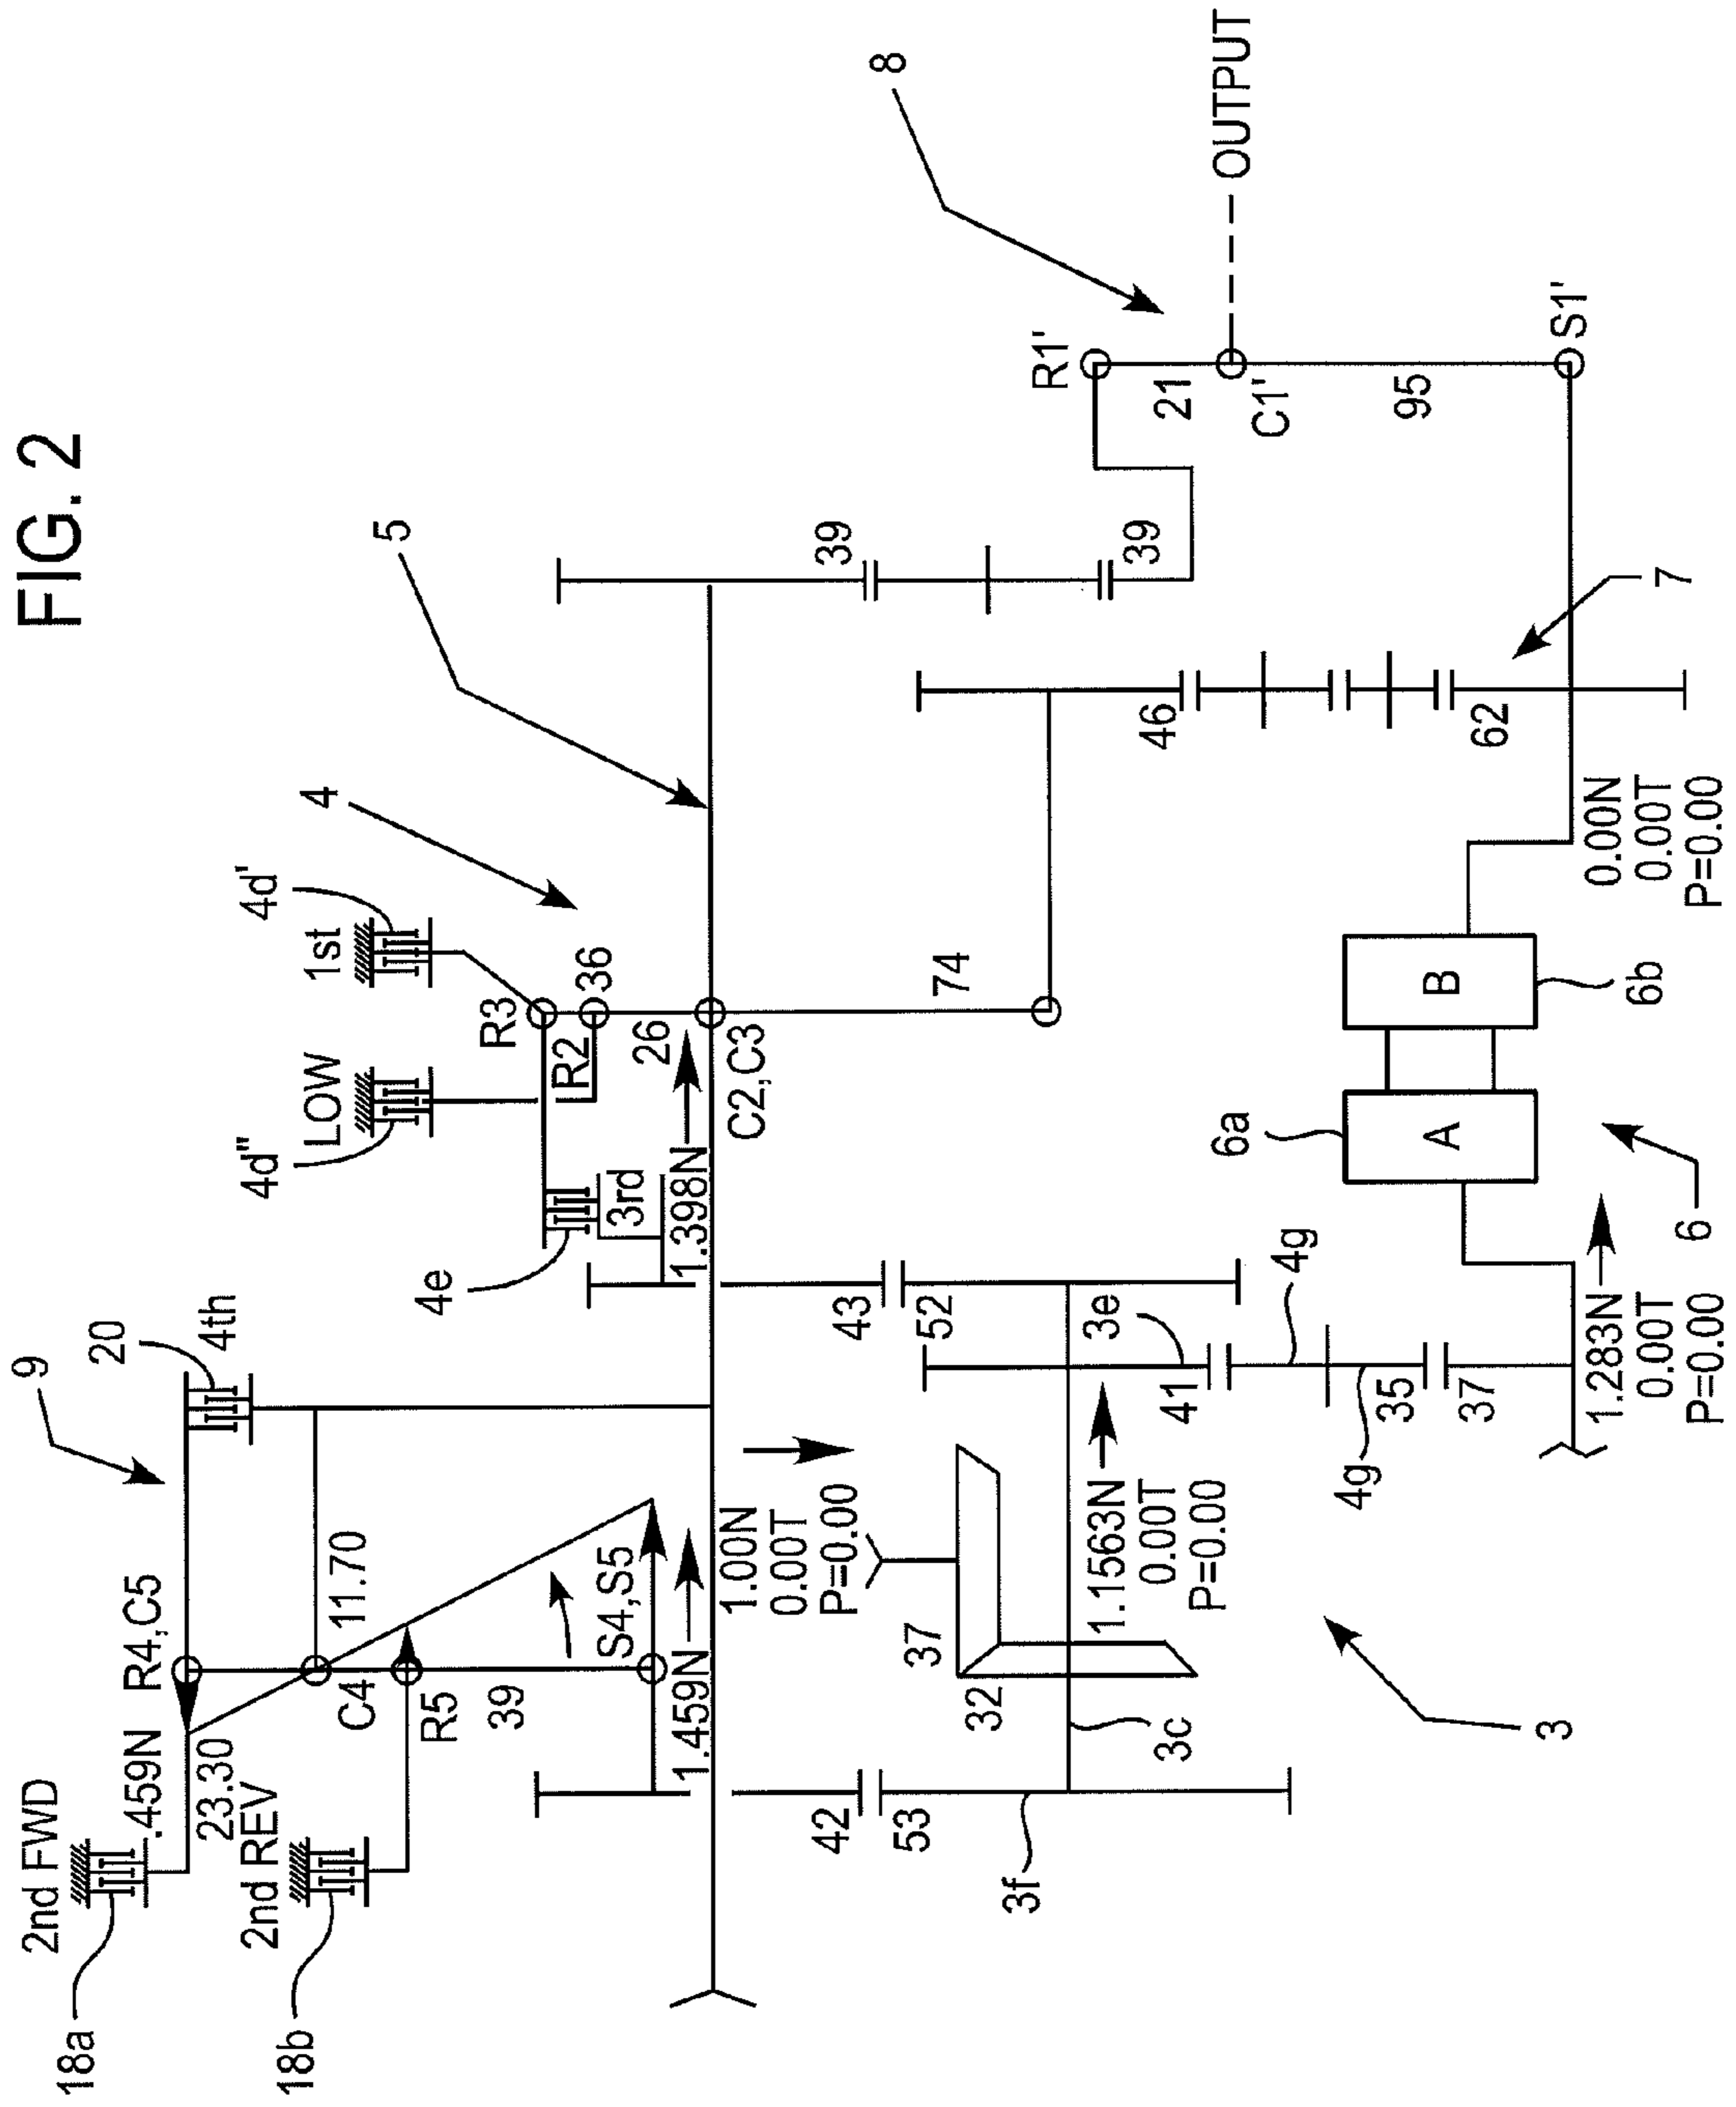 FIG. 2
2nd FWD
18a
.459N
23.30
R4,C5
9
20
4th
2nd REV
18b
C4
11.70
R5
39
S4,S5
1.459N
4e
3rd
1.398N
4d"
LOW
4d'
1st
R3
R2
36
26
C2,C3
74
4
5
39
39
8
R1'
21
C1'
OUTPUT
95
S1'
42
53
3f
3c
37
32
1.00N
0.00T
P=0.00
1.1563N
0.00T
P=0.00
3
43
52
3e
41
4g
4g
35
37
1.283N
0.00T
P=0.00
6a
A
B
6b
6
46
62
7
0.00N
0.00T
P=0.00